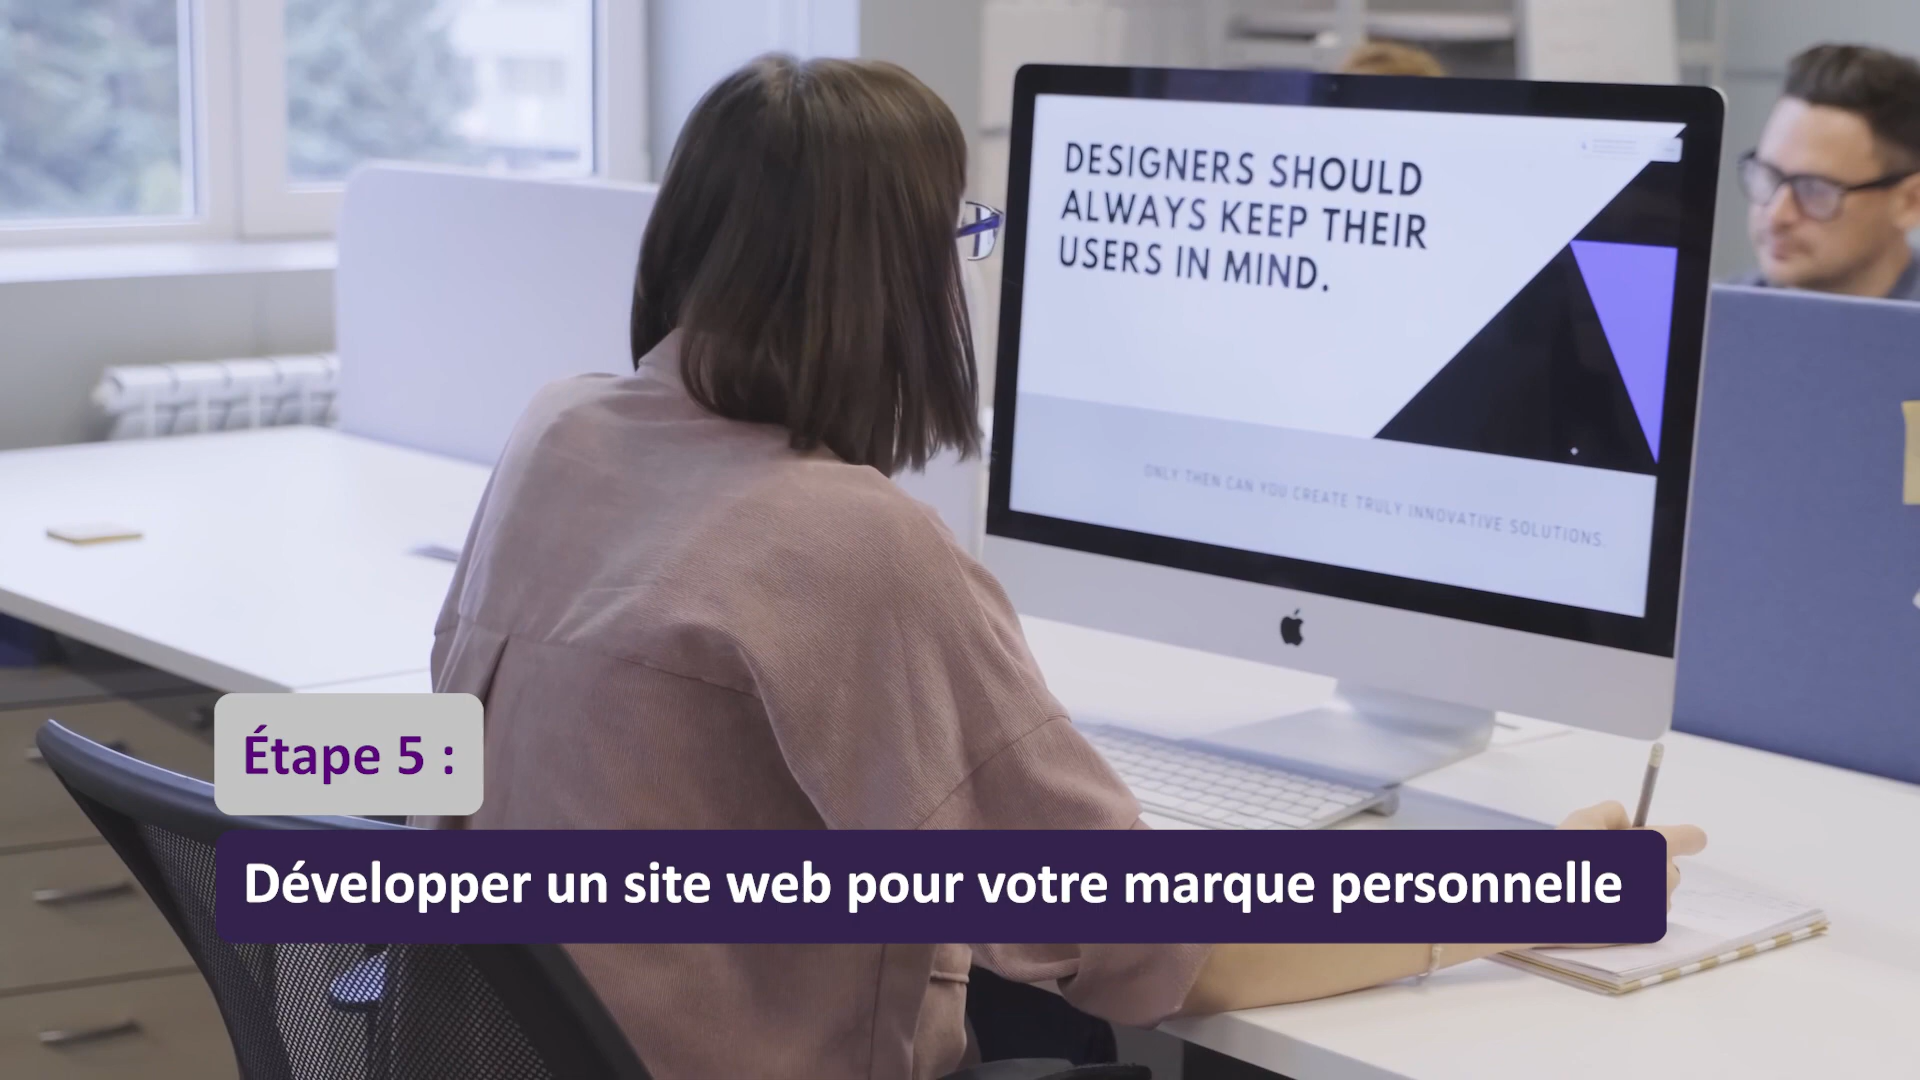 DESIGNERS SHOULD
ALWAYS KEEP THEIR
USERS IN MIND.
ONLY THEN CAN YOU CREATE TRULY INNOVATIVE SOLUTIONS.
Étape 5 :
Développer un site web pour votre marque personnelle